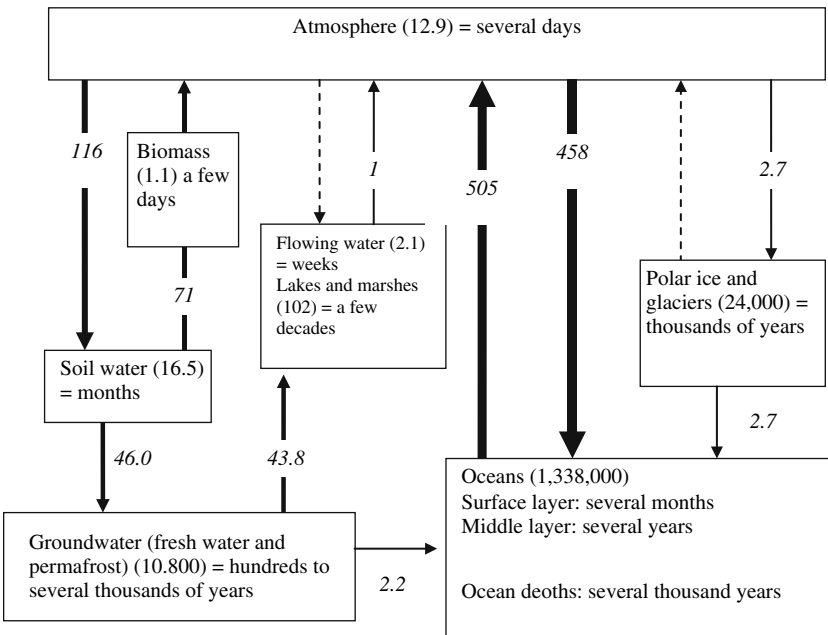 Atmosphere (12.9) = several days
116
Biomass
(1.1) a few
days
1
505
458
2.7
Flowing water (2.1)
= weeks
Lakes and marshes
(102) = a few
decades
Polar ice and
glaciers (24,000) =
thousands of years
71
Soil water (16.5)
= months
46.0
43.8
2.7
Oceans (1,338,000)
Surface layer: several months
Middle layer: several years
Ocean deoths: several thousand years
Groundwater (fresh water and
permafrost) (10.800) = hundreds to
several thousands of years
2.2